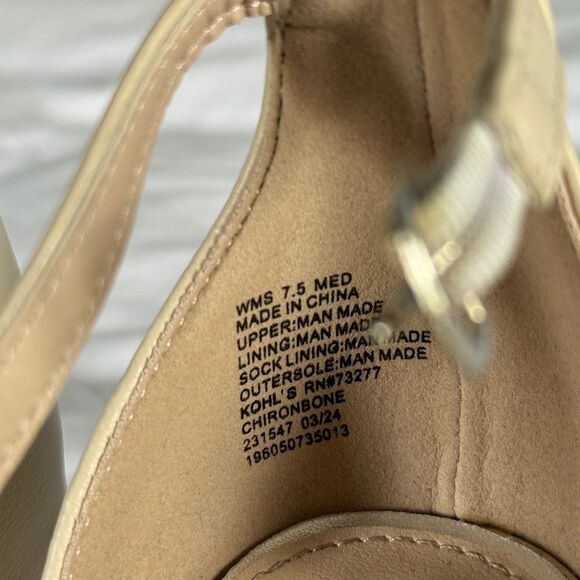 WMS 7.5 MED
MADE IN CHINA
UPPER:MAN MADE
LINING:MAN MADE
SOCK LINING:MAN MADE
OUTERSOLE:MAN MADE
KOHL'S RN#73277
CHIRONBONE
231547 03/24
196050735013